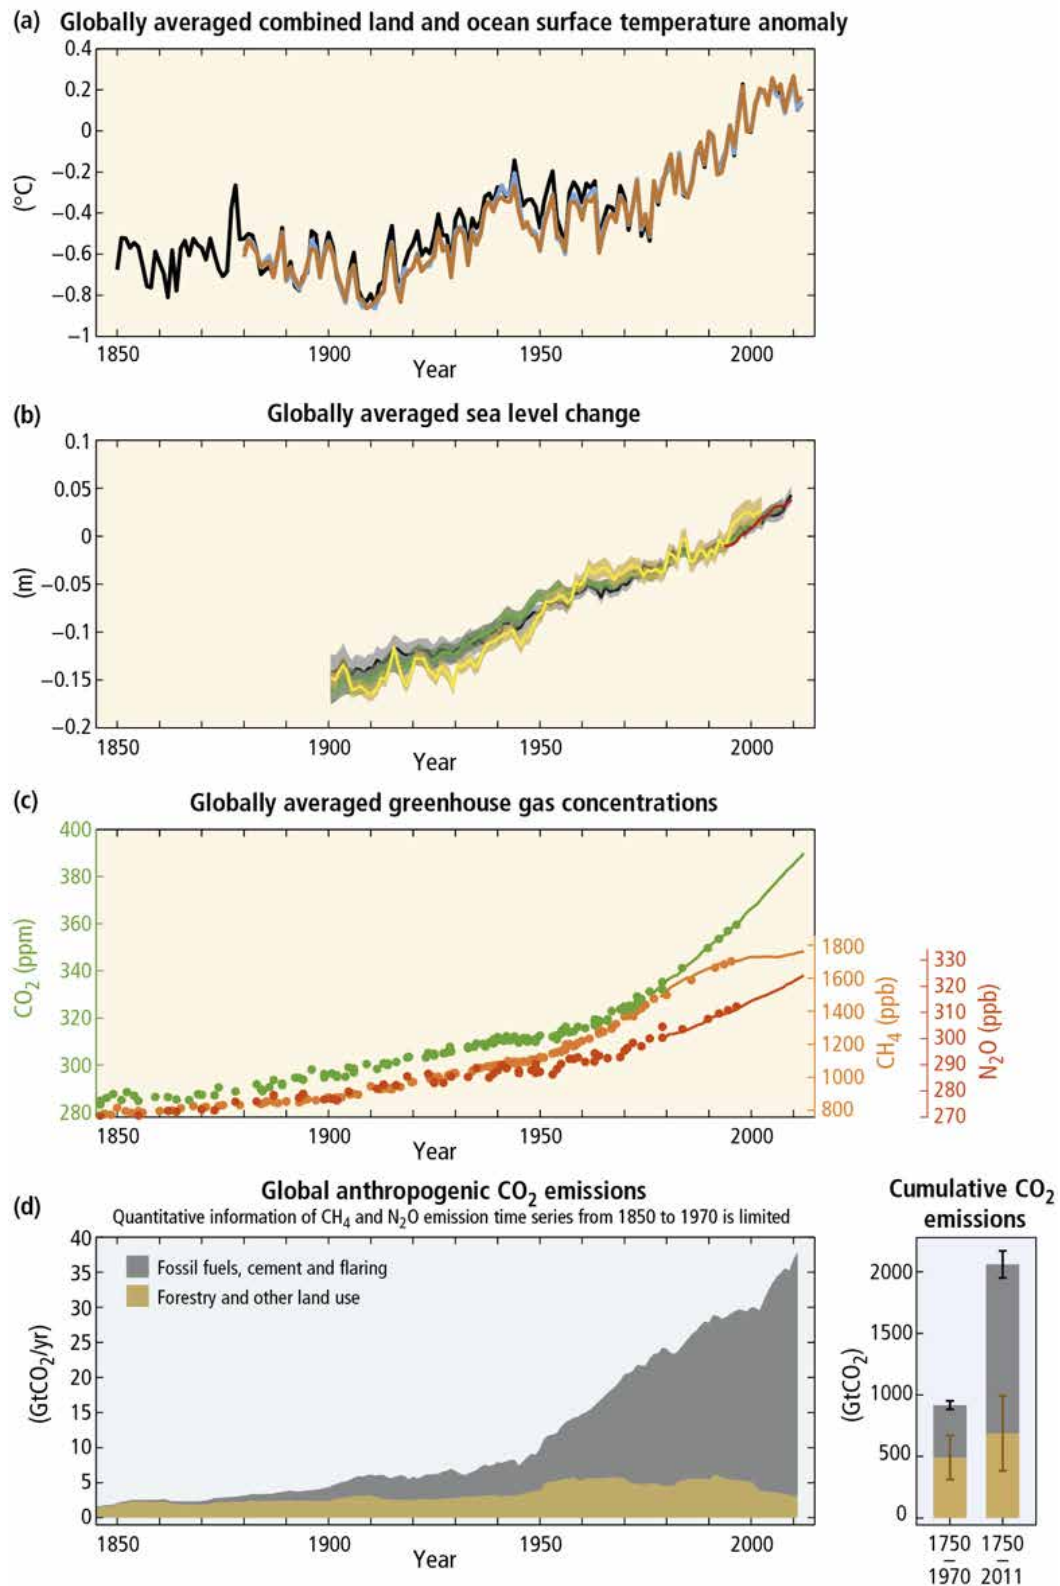 (a) Globally averaged combined land and ocean surface temperature anomaly
0.4
0.2
0
−0.2
−0.4
−0.6
−0.8
−1
(°C)
1850 1900 1950 2000
Year
(b) Globally averaged sea level change
0.1
0.05
0
−0.05
−0.1
−0.15
−0.2
(m)
1850 1900 1950 2000
Year
(c) Globally averaged greenhouse gas concentrations
400
380
360
340
320
300
280
CO₂ (ppm)
1800
1600
1400
1200
1000
800
CH₄ (ppb)
330
320
310
300
290
280
270
N₂O (ppb)
1850 1900 1950 2000
Year
(d) Global anthropogenic CO₂ emissions
Quantitative information of CH₄ and N₂O emission time series from 1850 to 1970 is limited
40
35
30
25
20
15
10
5
0
(GtCO₂/yr)
Fossil fuels, cement and flaring
Forestry and other land use
1850 1900 1950 2000
Year
Cumulative CO₂
emissions
2000
1500
1000
500
0
(GtCO₂)
1750 1750
– –
1970 2011